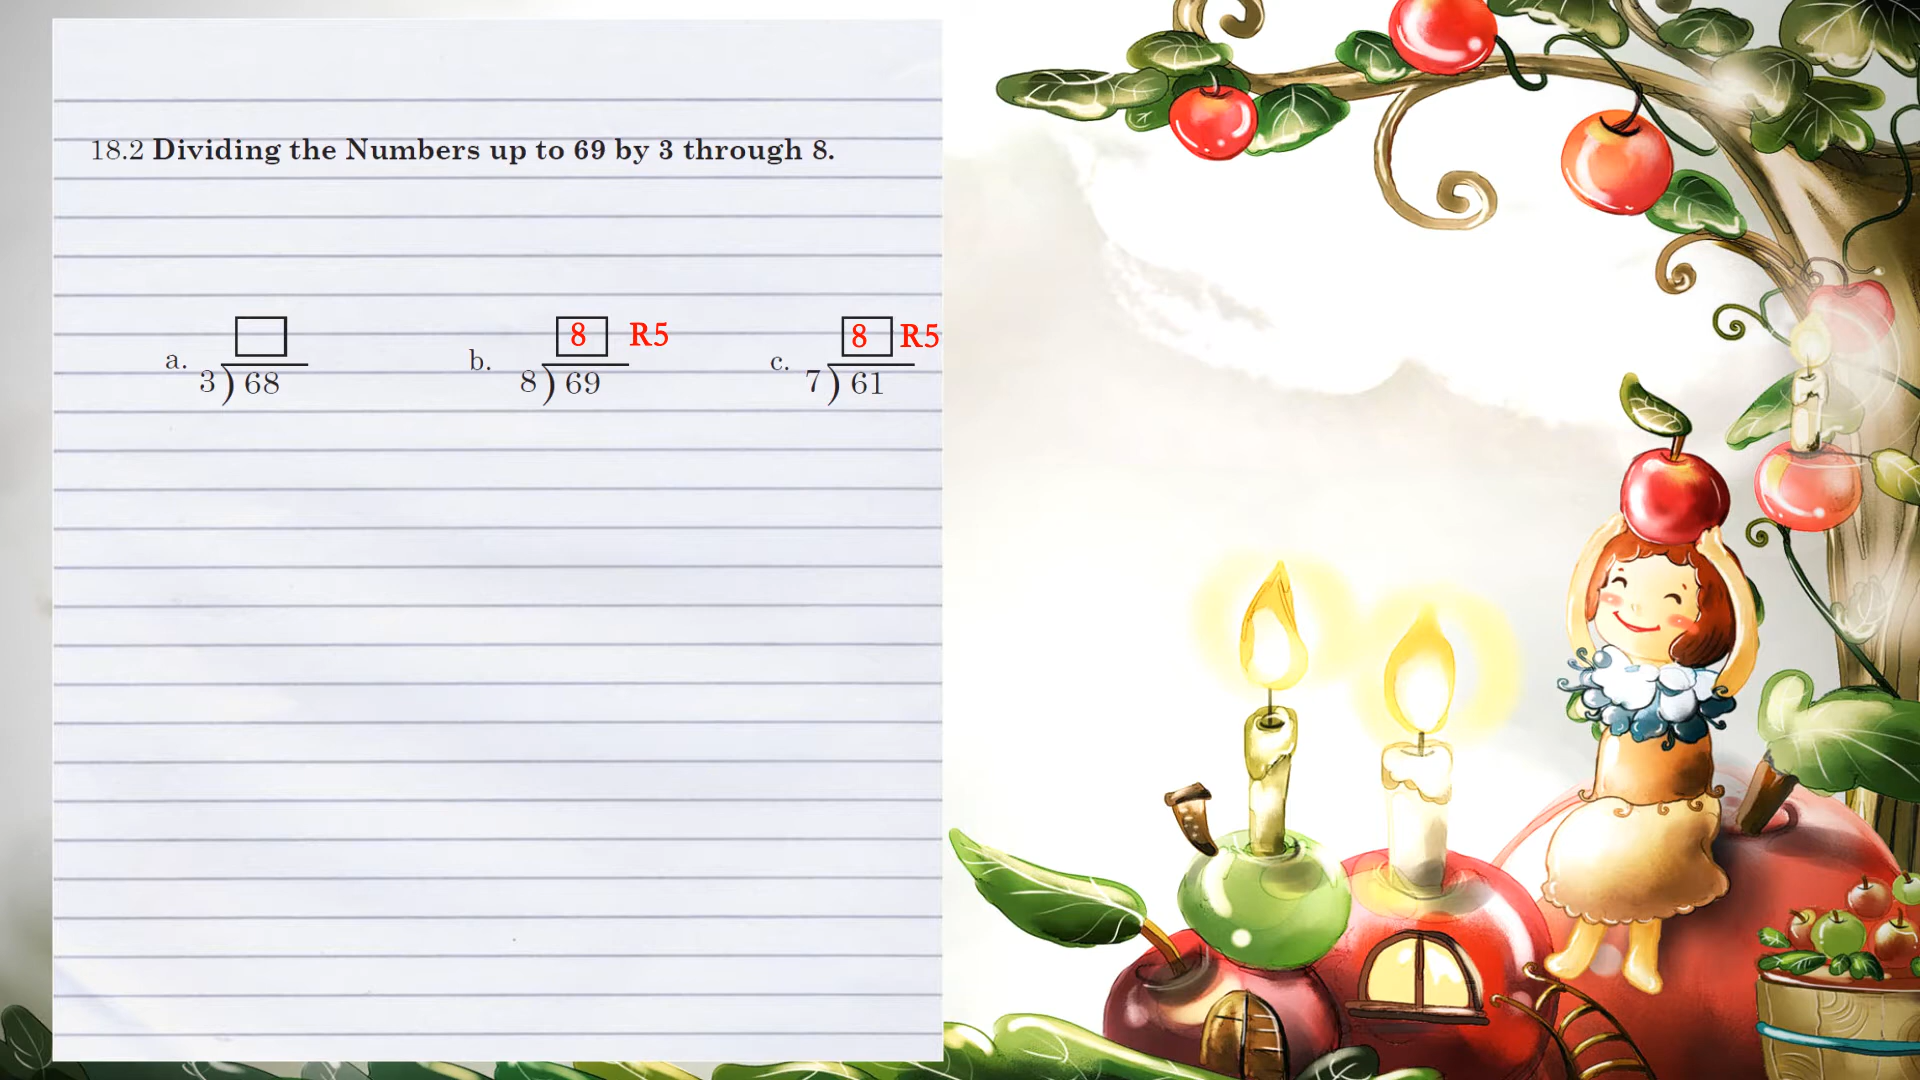 18.2 Dividing the Numbers up to 69 by 3 through 8.
8 R5 8 R5
a. 3)68 b. 8)69 c. 7)61